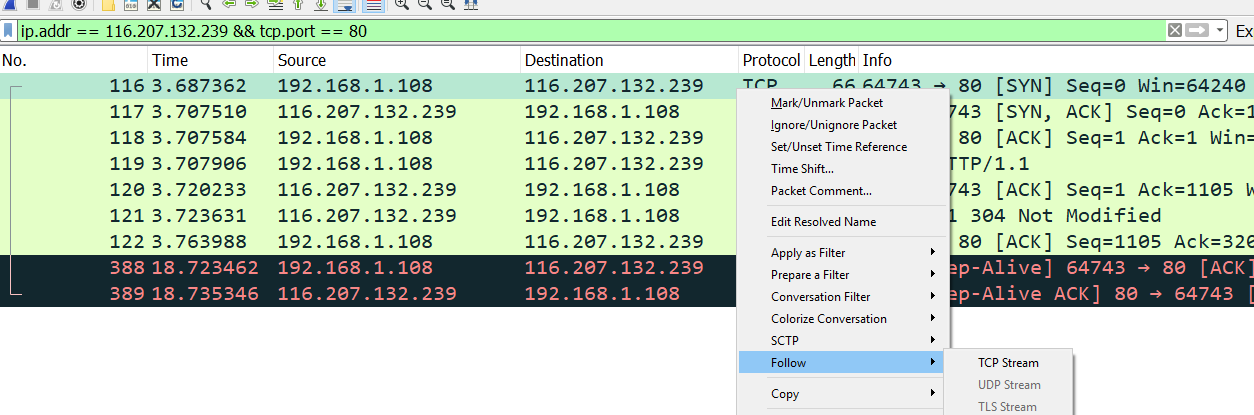 ip.addr == 116.207.132.239 && tcp.port == 80 Ex
No. Time Source Destination Protocol Length Info
116 3.687362 192.168.1.108 116.207.132.239 TCP 66 64743 → 80 [SYN] Seq=0 Win=64240
117 3.707510 116.207.132.239 192.168.1.108 743 [SYN, ACK] Seq=0 Ack=1
118 3.707584 192.168.1.108 116.207.132.239 80 [ACK] Seq=1 Ack=1 Win=
119 3.707906 192.168.1.108 116.207.132.239 TTP/1.1
120 3.720233 116.207.132.239 192.168.1.108 743 [ACK] Seq=1 Ack=1105 W
121 3.723631 116.207.132.239 192.168.1.108 1 304 Not Modified
122 3.763988 192.168.1.108 116.207.132.239 80 [ACK] Seq=1105 Ack=320
388 18.723462 192.168.1.108 116.207.132.239 ep-Alive] 64743 → 80 [ACK]
389 18.735346 116.207.132.239 192.168.1.108 ep-Alive ACK] 80 → 64743 [
Mark/Unmark Packet
Ignore/Unignore Packet
Set/Unset Time Reference
Time Shift...
Packet Comment...
Edit Resolved Name
Apply as Filter
Prepare a Filter
Conversation Filter
Colorize Conversation
SCTP
Follow
Copy
TCP Stream
UDP Stream
TLS Stream